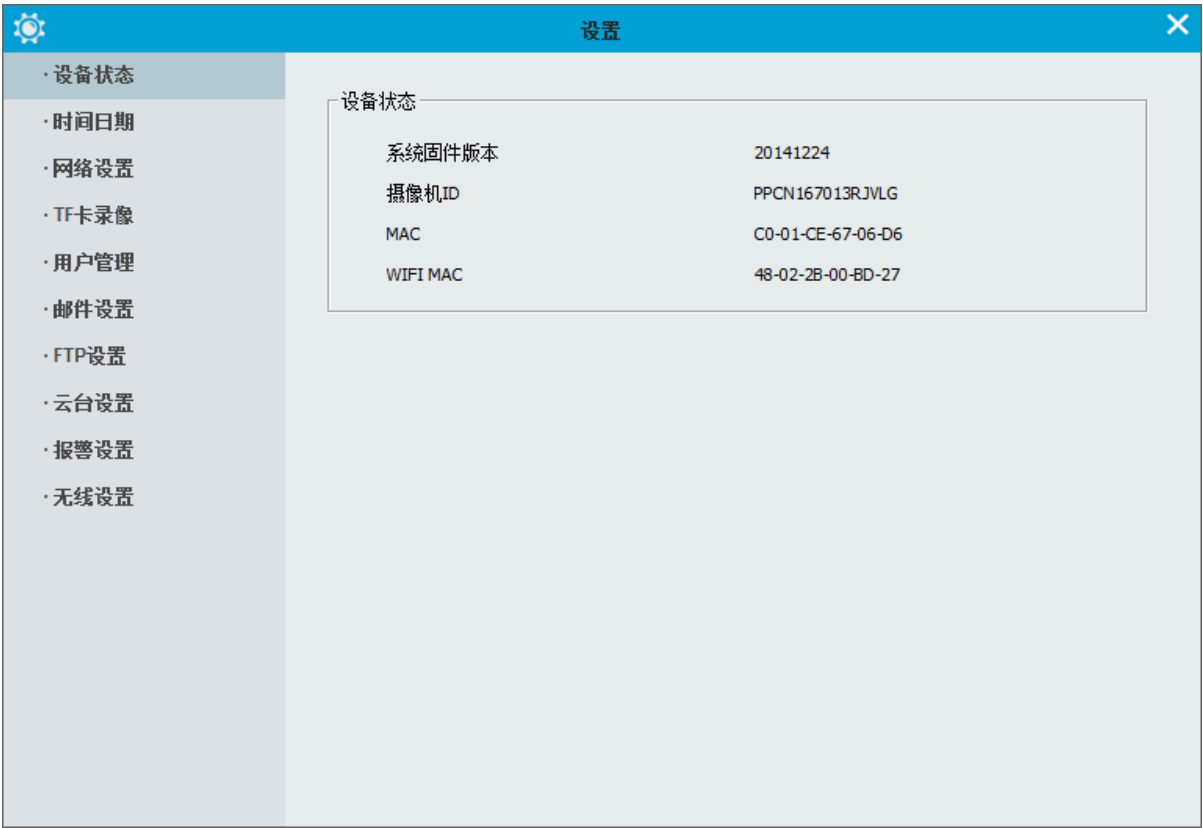 设置
·设备状态
·时间日期
·网络设置
·TF卡录像
·用户管理
·邮件设置
·FTP设置
·云台设置
·报警设置
·无线设置
设备状态
系统固件版本 20141224
摄像机ID PPCN167013RJVLG
MAC C0-01-CE-67-06-D6
WIFI MAC 48-02-2B-00-BD-27